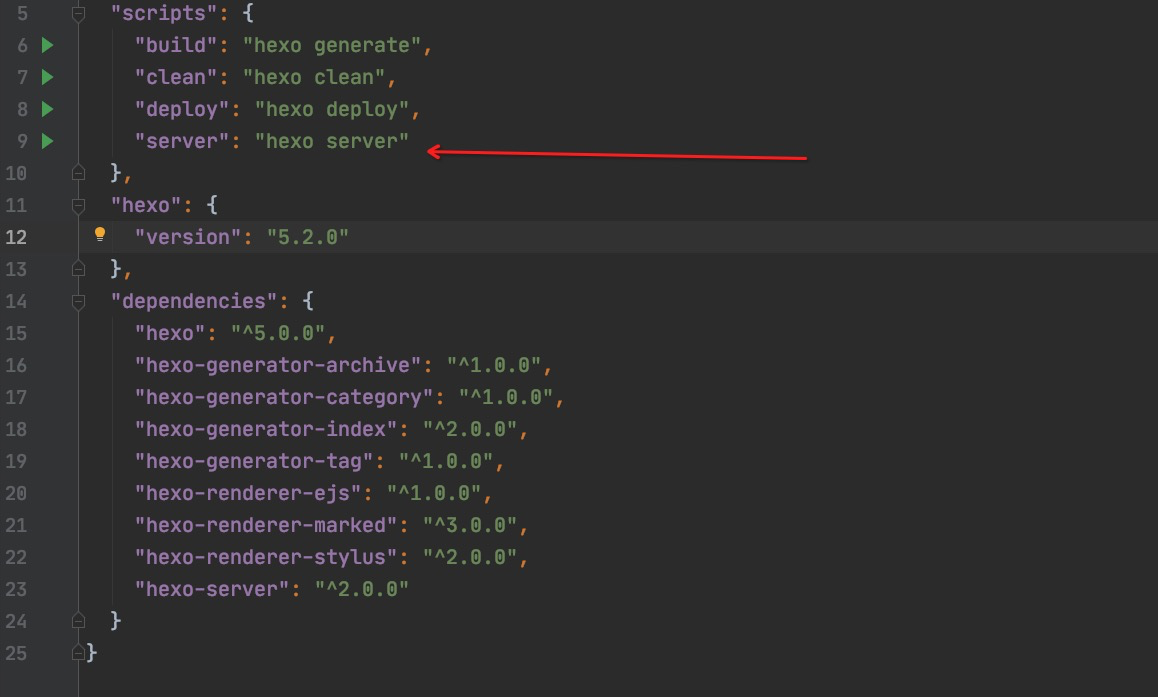 5 "scripts": {
6 "build": "hexo generate",
7 "clean": "hexo clean",
8 "deploy": "hexo deploy",
9 "server": "hexo server"
10 },
11 "hexo": {
12 "version": "5.2.0"
13 },
14 "dependencies": {
15 "hexo": "^5.0.0",
16 "hexo-generator-archive": "^1.0.0",
17 "hexo-generator-category": "^1.0.0",
18 "hexo-generator-index": "^2.0.0",
19 "hexo-generator-tag": "^1.0.0",
20 "hexo-renderer-ejs": "^1.0.0",
21 "hexo-renderer-marked": "^3.0.0",
22 "hexo-renderer-stylus": "^2.0.0",
23 "hexo-server": "^2.0.0"
24 }
25 }